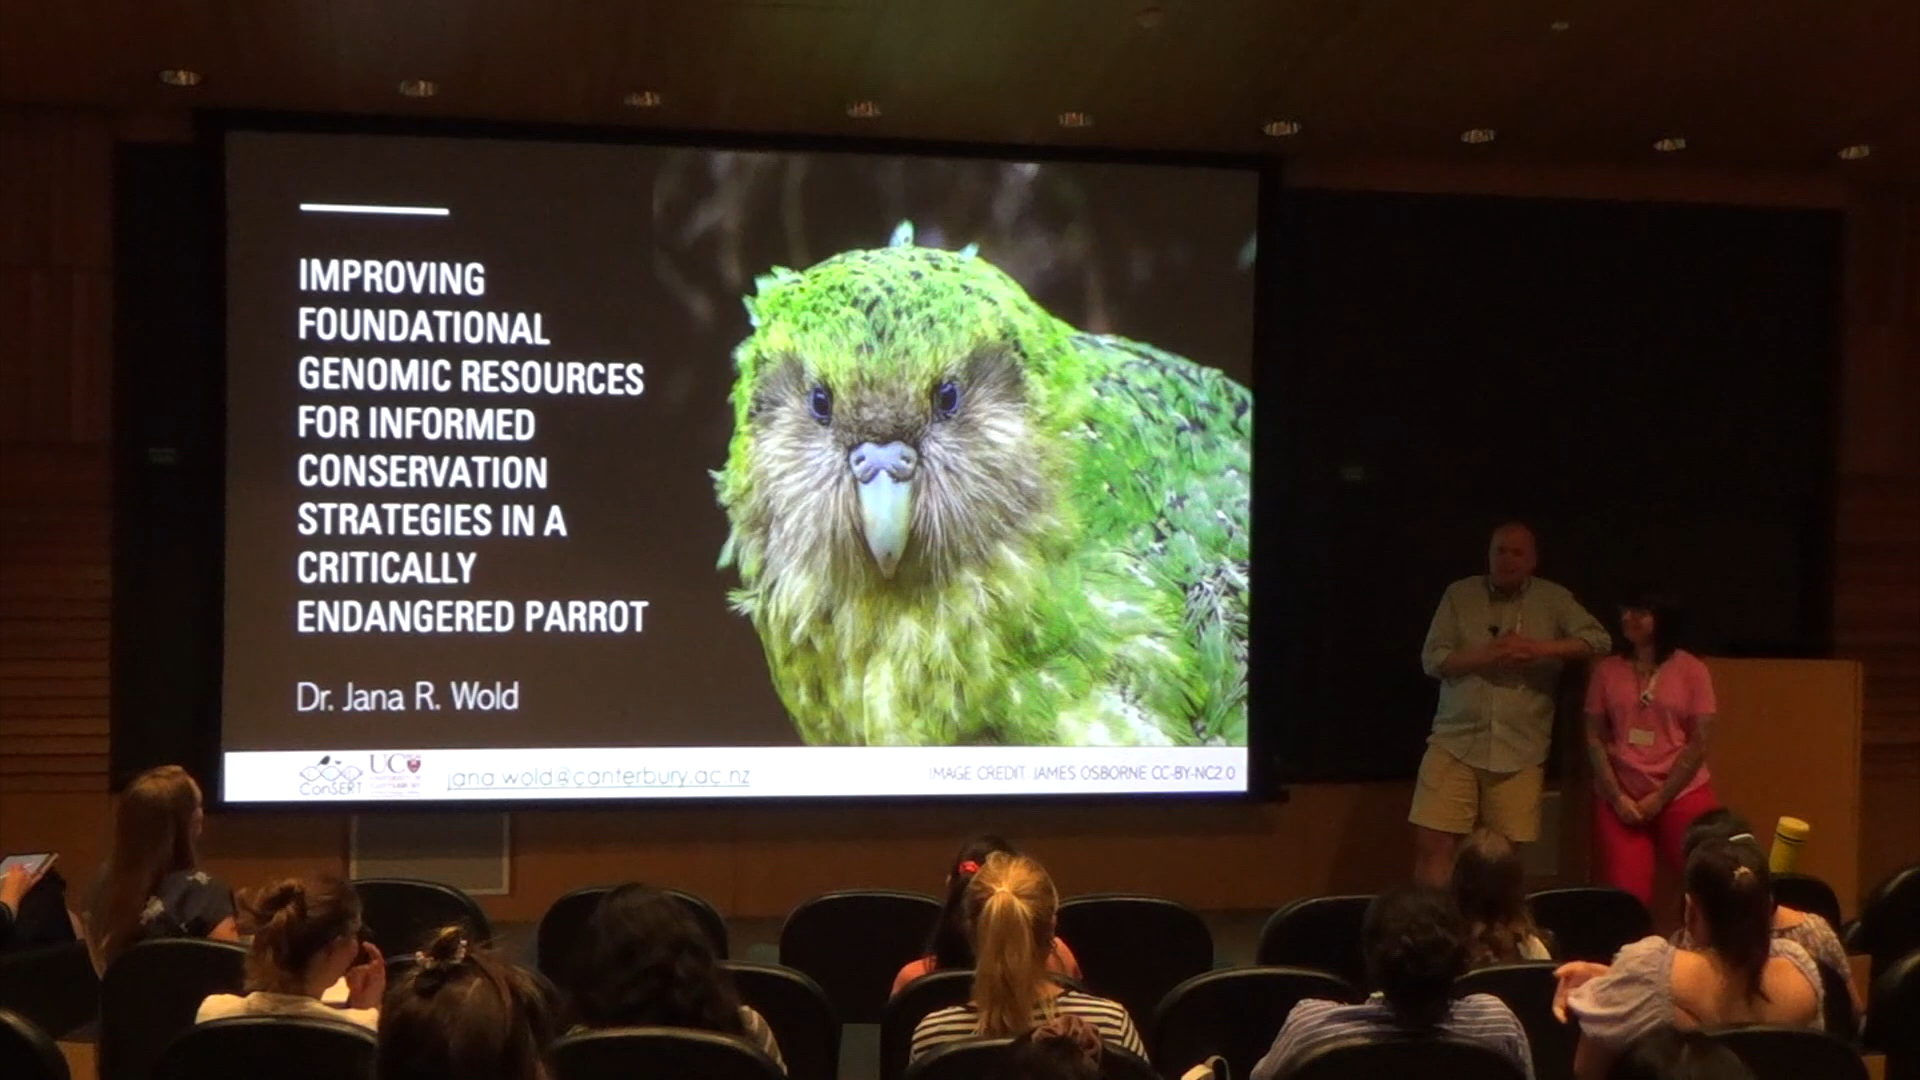 IMPROVING
FOUNDATIONAL
GENOMIC RESOURCES
FOR INFORMED
CONSERVATION
STRATEGIES IN A
CRITICALLY
ENDANGERED PARROT
Dr. Jana R. Wold
ConSERT
UC
jana.wold@canterbury.ac.nz
IMAGE CREDIT: JAMES OSBORNE CC-BY-NC2.0